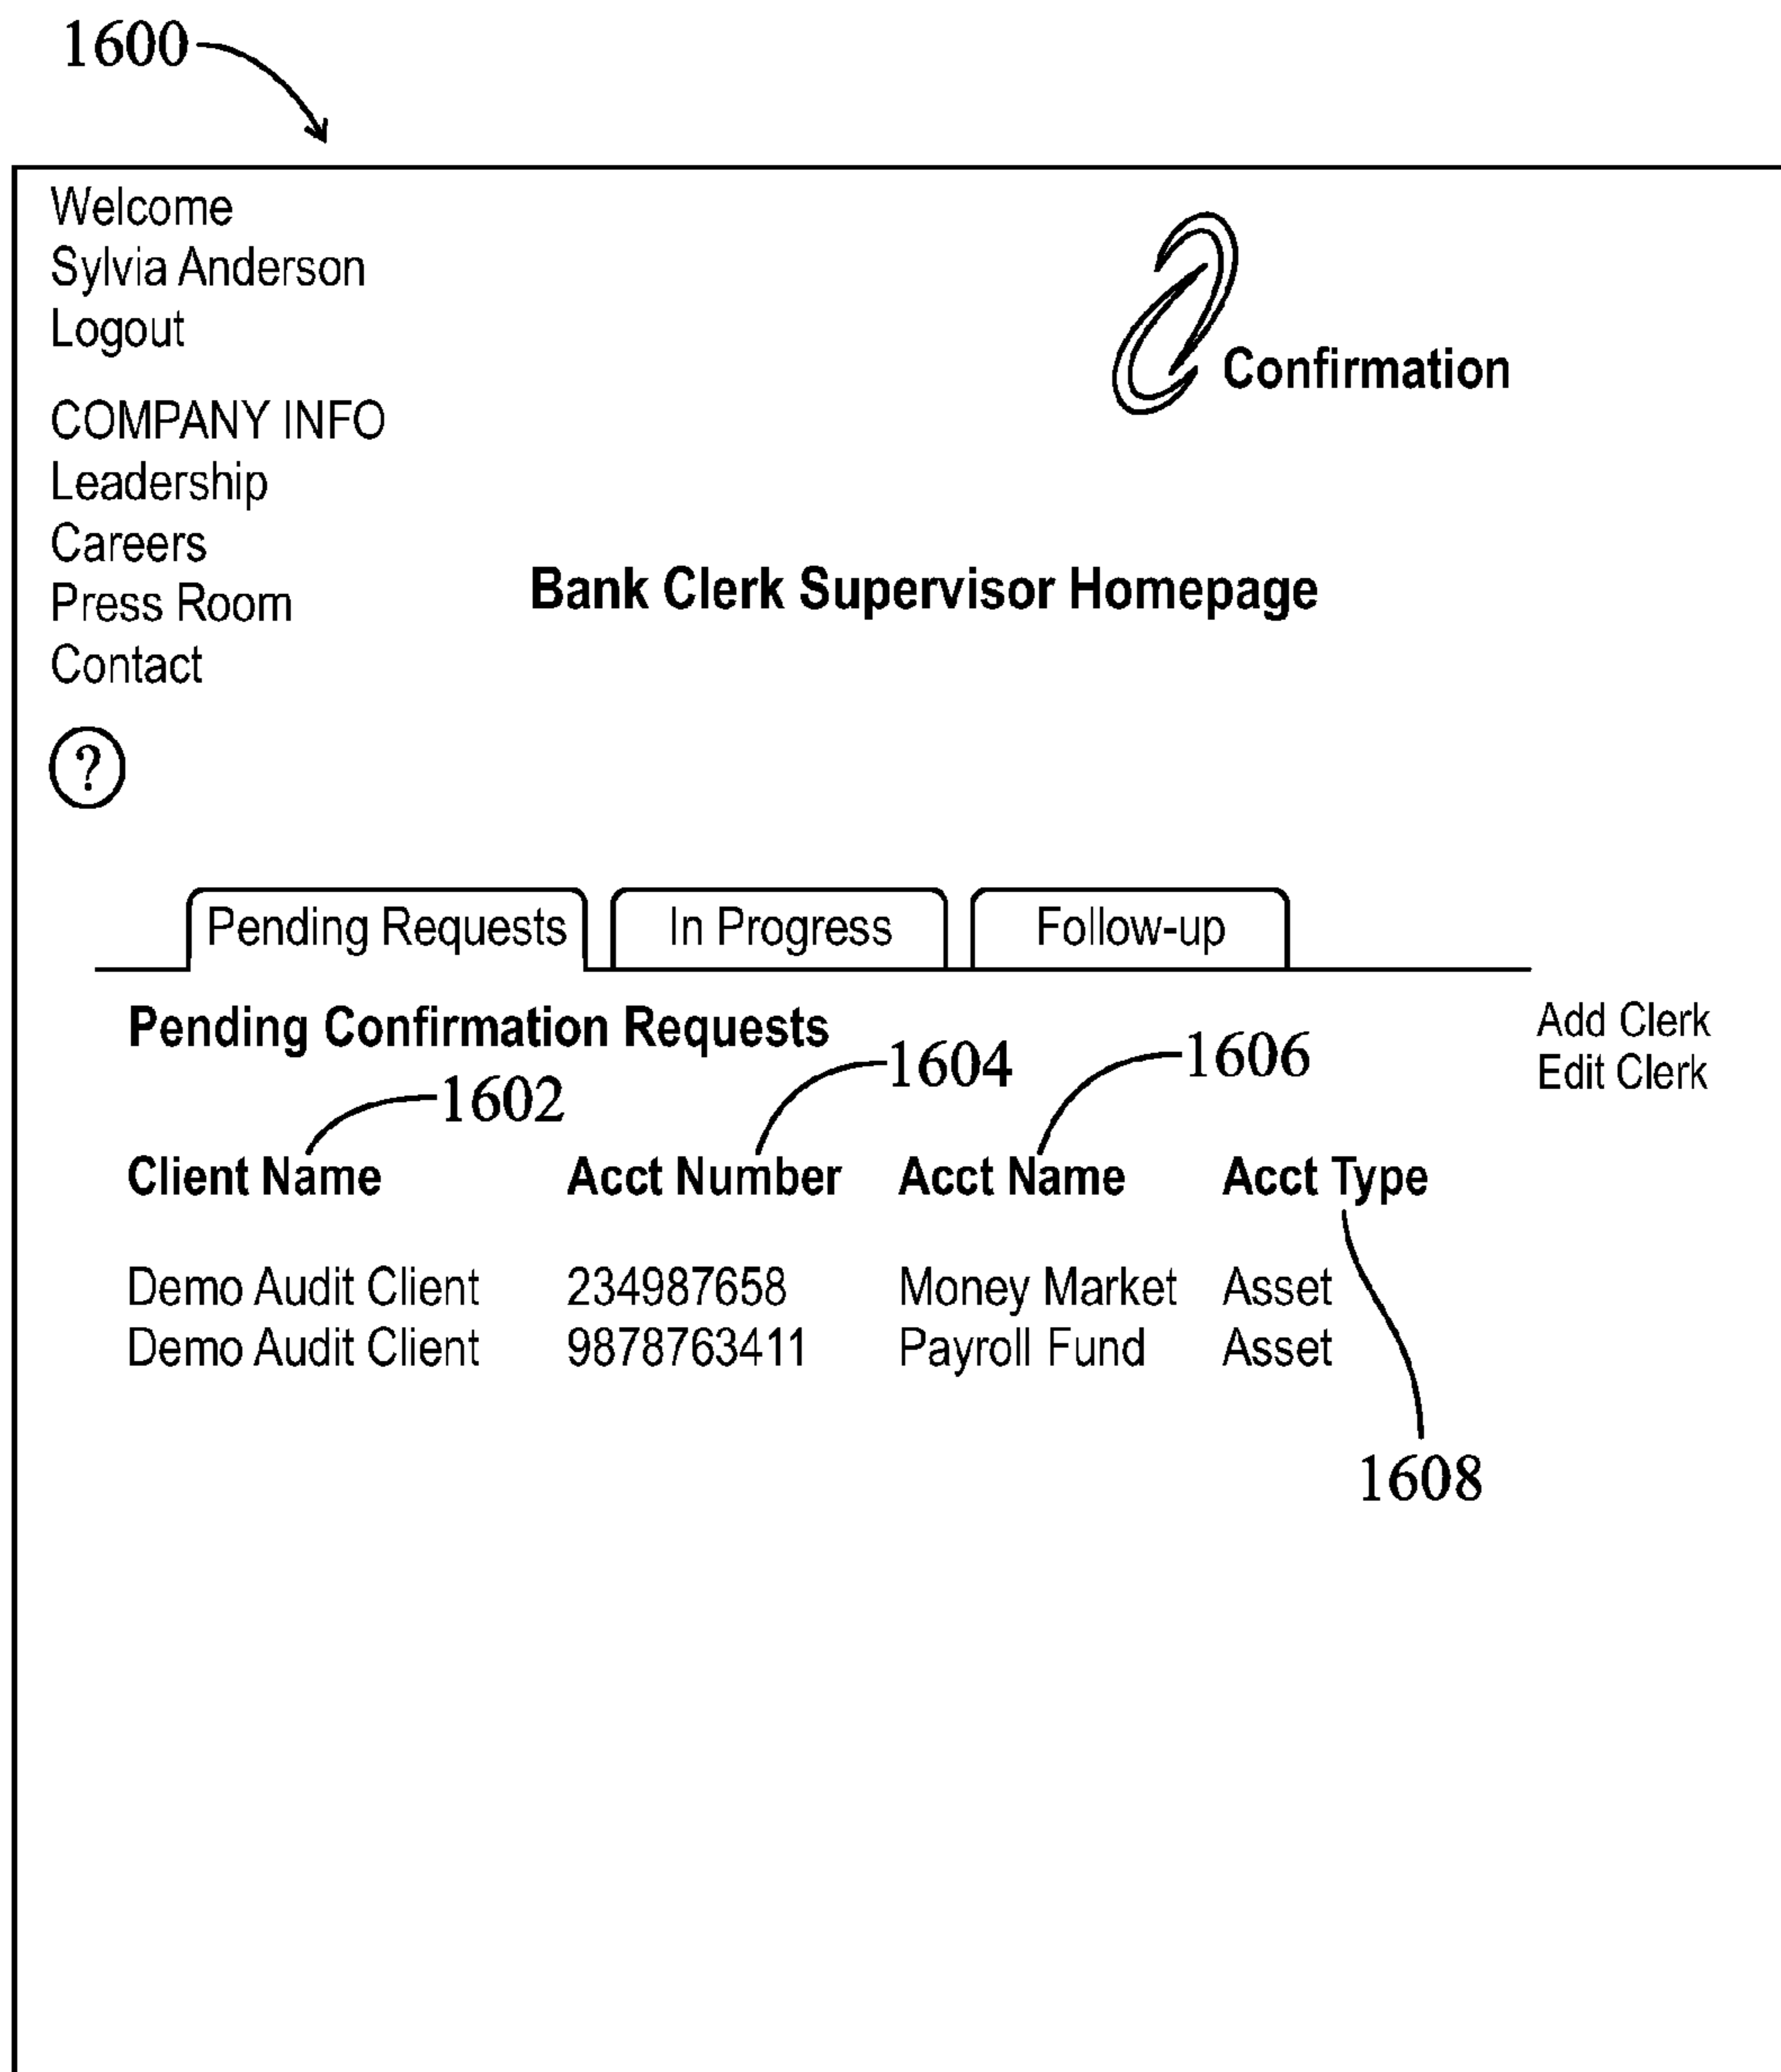 1600
Welcome
Sylvia Anderson
Logout
Confirmation
COMPANY INFO
Leadership
Careers
Press Room
Contact
Bank Clerk Supervisor Homepage
?
Pending Requests In Progress Follow-up
Pending Confirmation Requests
Add Clerk
Edit Clerk
1602 1604 1606
Client Name Acct Number Acct Name Acct Type
Demo Audit Client 234987658 Money Market Asset
Demo Audit Client 9878763411 Payroll Fund Asset
1608